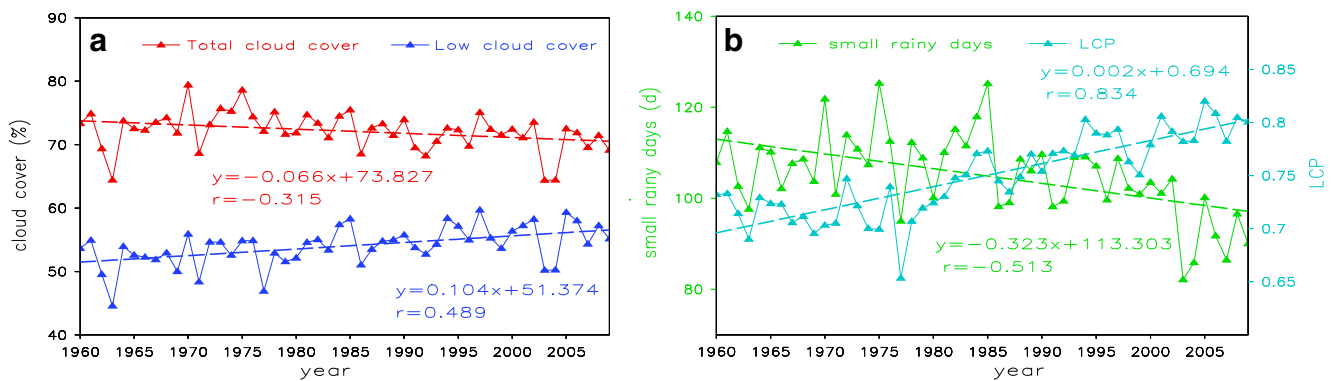 a
Total cloud cover
Low cloud cover
cloud cover (%)
90
80
70
60
50
40
y=-0.066x+73.827
r=-0.315
y=0.104x+51.374
r=0.489
1960 1965 1970 1975 1980 1985 1990 1995 2000 2005
year
b
small rainy days
LCP
small rainy days (d)
140
120
100
80
y=0.002x+0.694
r=0.834
y=-0.323x+113.303
r=-0.513
0.85
0.8
0.75
0.7
0.65
LCP
1960 1965 1970 1975 1980 1985 1990 1995 2000 2005
year